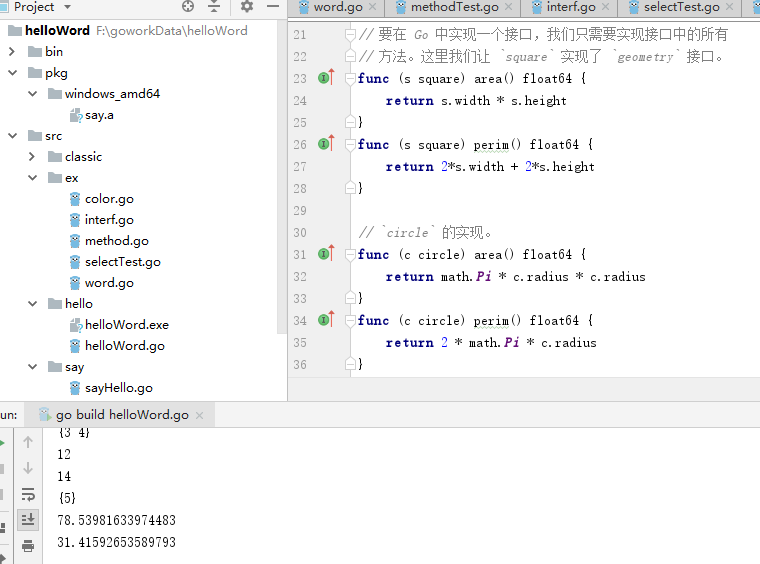 Project
helloWord F:\goworkData\helloWord
bin
pkg
windows_amd64
say.a
src
classic
ex
color.go
interf.go
method.go
selectTest.go
word.go
hello
helloWord.exe
helloWord.go
say
sayHello.go
word.go methodTest.go interf.go selectTest.go
21 // 要在 Go 中实现一个接口，我们只需要实现接口中的所有
22 // 方法。这里我们让 `square` 实现了 `geometry` 接口。
23 func (s square) area() float64 {
24 return s.width * s.height
25 }
26 func (s square) perim() float64 {
27 return 2*s.width + 2*s.height
28 }
29
30 // `circle` 的实现。
31 func (c circle) area() float64 {
32 return math.Pi * c.radius * c.radius
33 }
34 func (c circle) perim() float64 {
35 return 2 * math.Pi * c.radius
36 }
un: go build helloWord.go
{3 4}
12
14
{5}
78.53981633974483
31.41592653589793